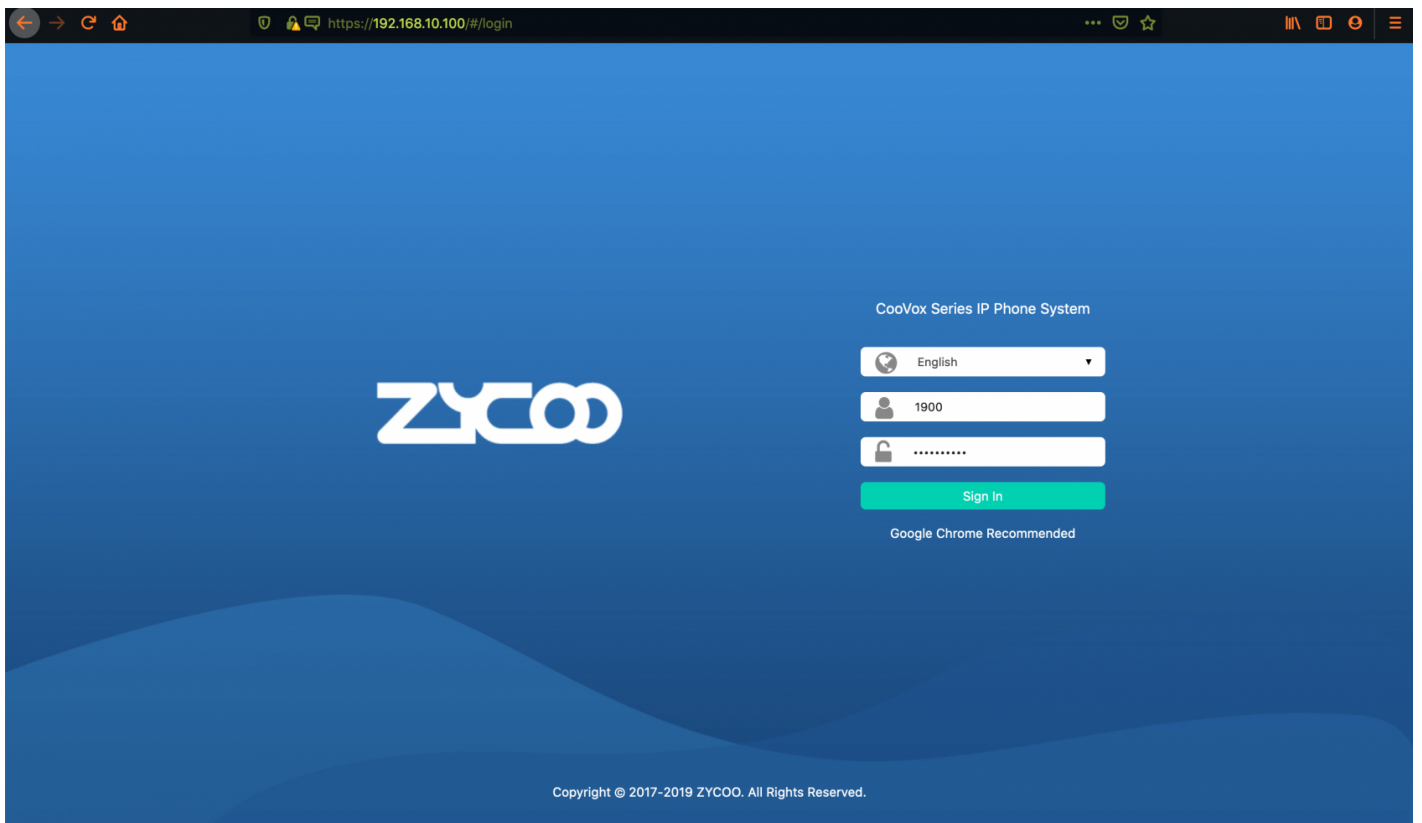 https://192.168.10.100/#/login
CooVox Series IP Phone System
English
ZYCOO
1900
••••••••••
Sign In
Google Chrome Recommended
Copyright © 2017-2019 ZYCOO. All Rights Reserved.